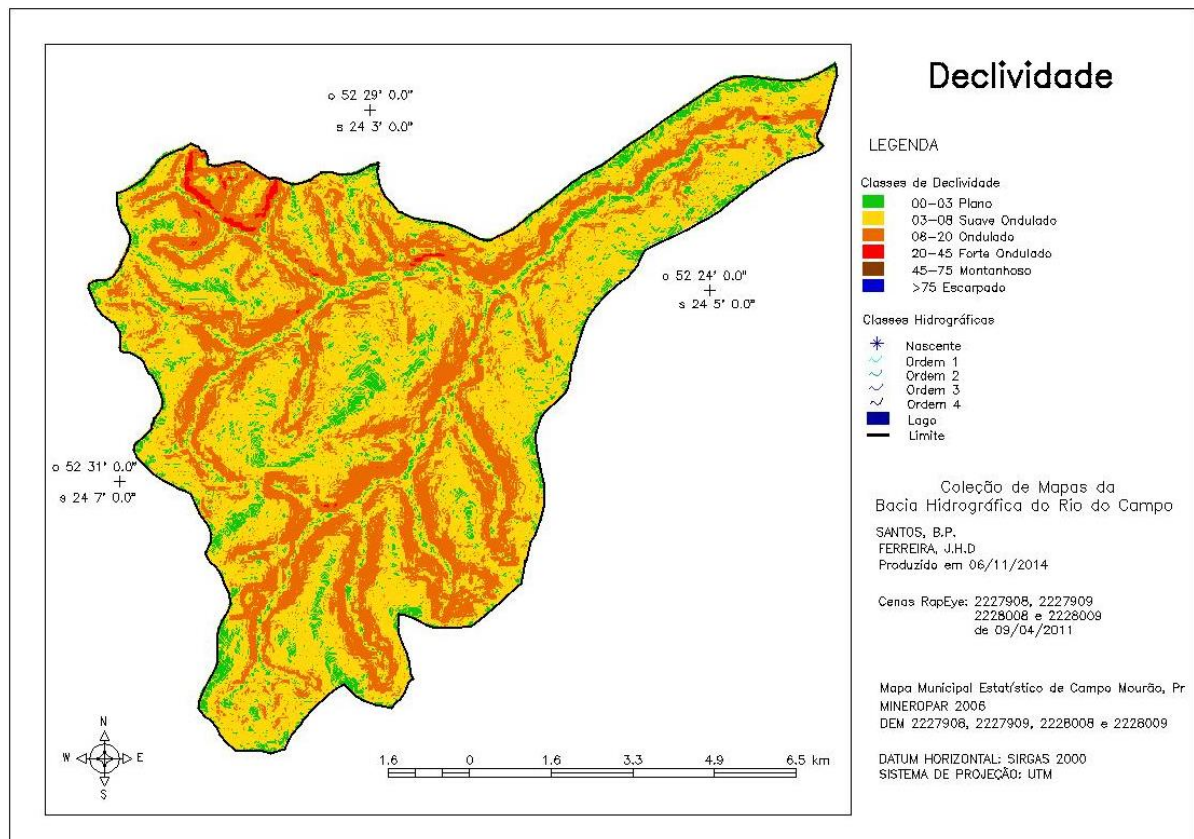 Declividade
o 52 29' 0.0"
s 24 3' 0.0"
LEGENDA
Classes de Declividade
00-03 Plano
03-08 Suave Ondulado
08-20 Ondulado
20-45 Forte Ondulado
45-75 Montanhoso
>75 Escarpado
o 52 24' 0.0"
s 24 5' 0.0"
Classes Hidrográficas
Nascente
Ordem 1
Ordem 2
Ordem 3
Ordem 4
Lago
Limite
o 52 31' 0.0"
s 24 7' 0.0"
Coleção de Mapas da
Bacia Hidrográfica do Rio do Campo
SANTOS, B.P.
FERREIRA, J.H.D
Produzido em 06/11/2014
Cenas RapEye: 2227908, 2227909
2228008 e 2228009
de 09/04/2011
Mapa Municipal Estatístico de Campo Mourão, Pr
MINEROPAR 2006
DEM 2227908, 2227909, 2228008 e 2228009
DATUM HORIZONTAL: SIRGAS 2000
SISTEMA DE PROJEÇÃO: UTM
N
W E
S
1.6 0 1.6 3.3 4.9 6.5 km